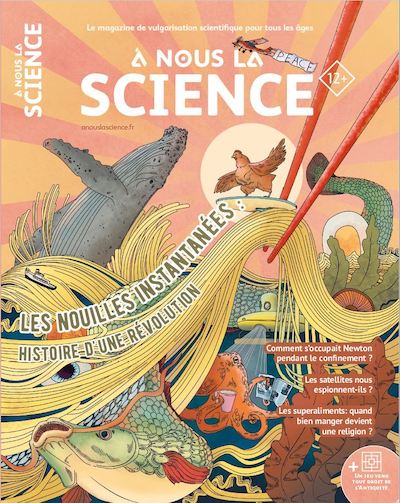 Le magazine de vulgarisation scientifique pour tous les âges
À NOUS LA
SCIENCE
À NOUS LA
SCIENCE
PEACE
12+
anouslascience.fr
LES NOUILLES INSTANTANÉES :
HISTOIRE D'UNE RÉVOLUTION
Comment s'occupait Newton
pendant le confinement ?
Les satellites nous
espionnent-ils ?
Les superaliments: quand
bien manger devient
une religion ?
+
UN JEU VENU
TOUT DROIT DE
L'ANTIQUITÉ.